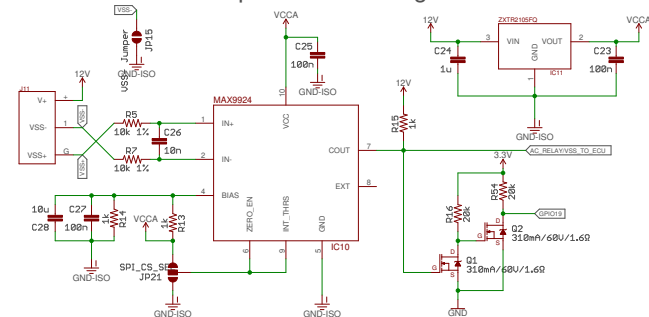 VSS-
VSS- Jumper
JP15
GND-ISO
VCCA
C25
100n
GND-ISO
12V
ZXTR2105FQ
VCCA
3
VIN
VOUT
2
GND
1
IC11
C24
1u
C23
100n
GND-ISO
J11
12V
V+
+
VSS-
1
VSS+
G
VSS-
VSS+
R5
10k 1%
R7
10k 1%
C26
10n
MAX9924
10
VCC
1
IN+
2
IN-
4
BIAS
COUT
7
EXT
8
ZERO_EN
INT_THRS
GND
6
9
5
IC10
12V
R15
1k
AC_RELAY/VSS_TO_ECU
3.3V
R16
20k
R54
20k
GPIO19
Q2
310mA/60V/1.6Ω
Q1
310mA/60V/1.6Ω
G
D
S
G
D
S
GND
10u
C28
C27
100n
R14
1k
VCCA
R13
1k
GND-ISO
SPI_CS_SE
JP21
GND-ISO
GND-ISO